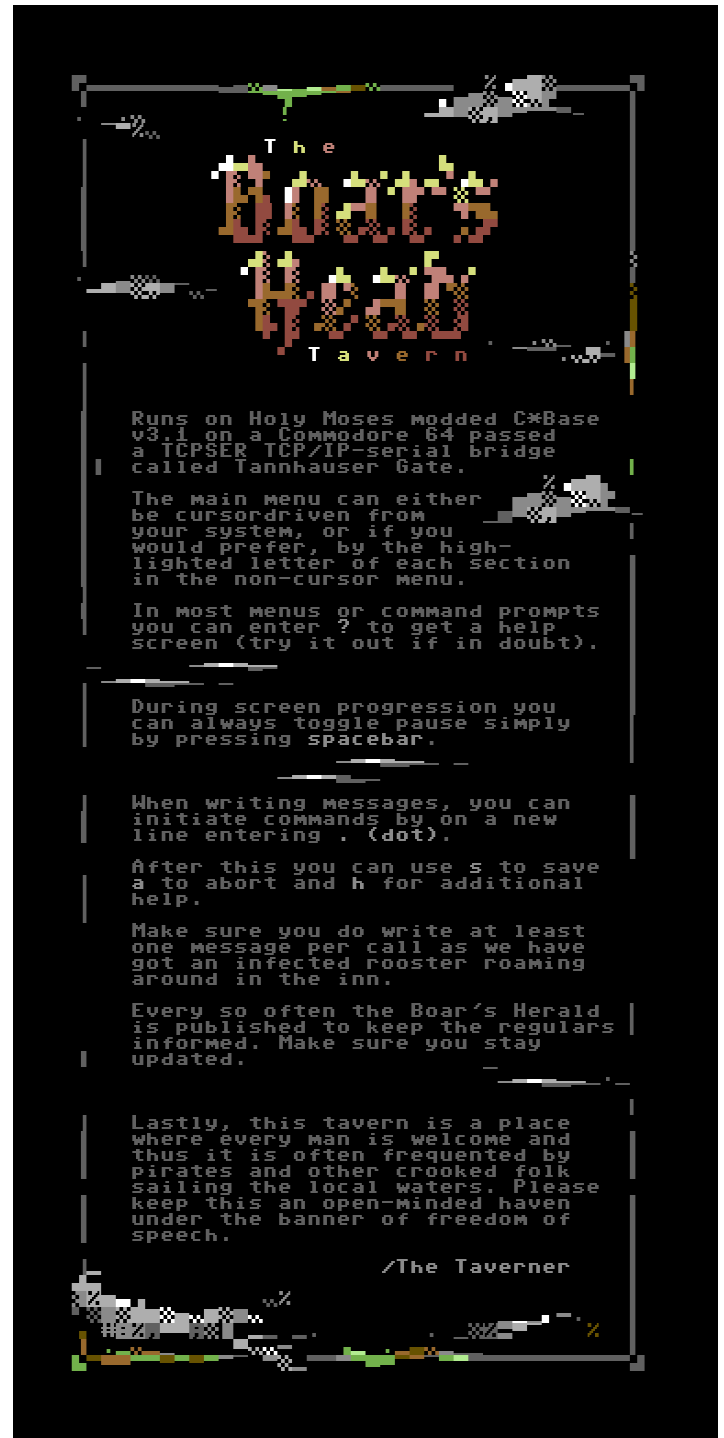 The
Boar's
Head
Tavern
Runs on Holy Moses modded C*Base
v3.1 on a Commodore 64 passed
a TCPSER TCP/IP-serial bridge
called Tannhauser Gate.
The main menu can either
be cursordriven from
your system, or if you
would prefer, by the high-
lighted letter of each section
in the non-cursor menu.
In most menus or command prompts
you can enter ? to get a help
screen (try it out if in doubt).
During screen progression you
can always toggle pause simply
by pressing spacebar.
When writing messages, you can
initiate commands by on a new
line entering . (dot).
After this you can use s to save
a to abort and h for additional
help.
Make sure you do write at least
one message per call as we have
got an infected rooster roaming
around in the inn.
Every so often the Boar's Herald
is published to keep the regulars
informed. Make sure you stay
updated.
Lastly, this tavern is a place
where every man is welcome and
thus it is often frequented by
pirates and other crooked folk
sailing the local waters. Please
keep this an open-minded haven
under the banner of freedom of
speech.
/The Taverner